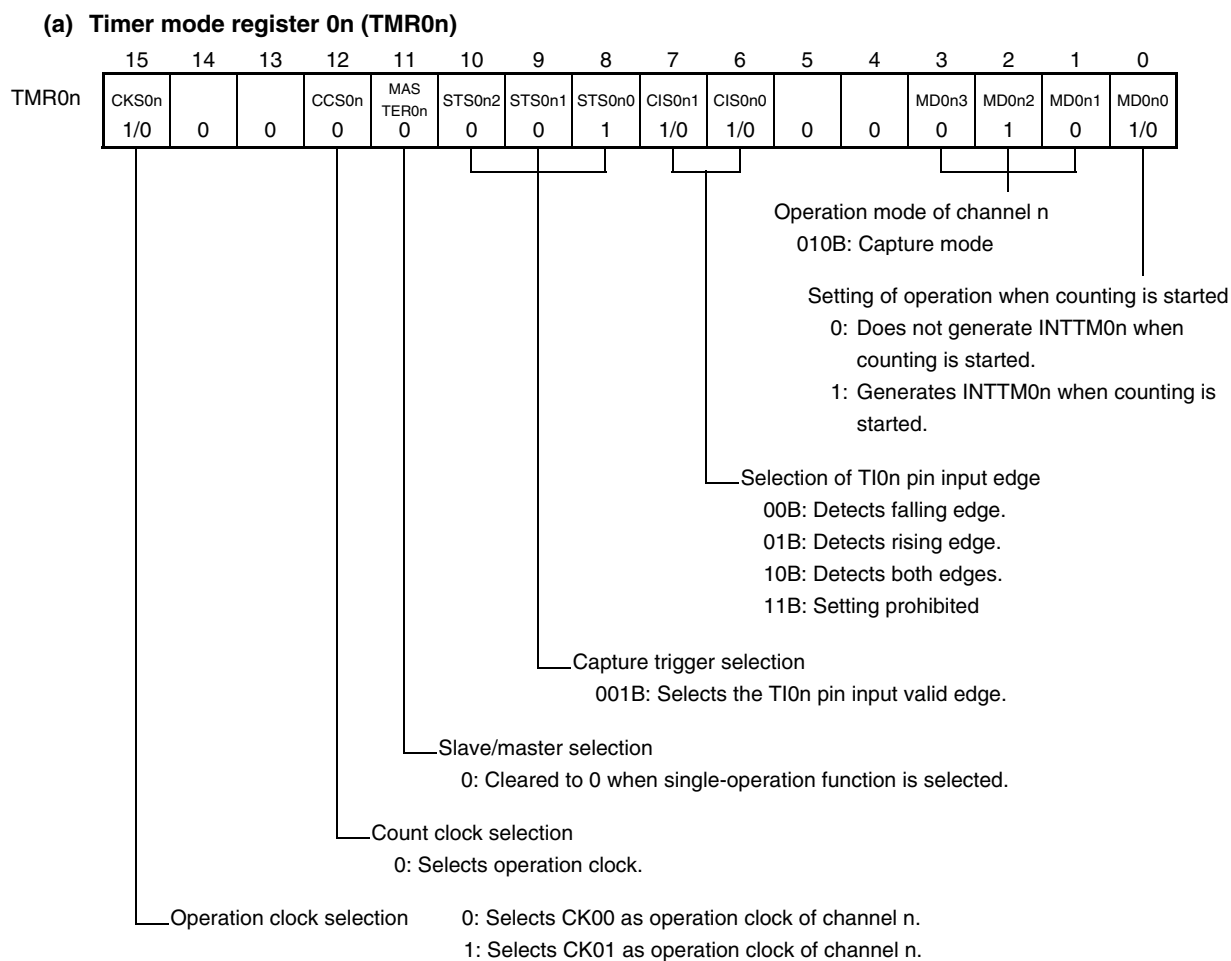 (a) Timer mode register 0n (TMR0n)
15 14 13 12 11 10 9 8 7 6 5 4 3 2 1 0
TMR0n
CKS0n CCS0n MAS TER0n STS0n2 STS0n1 STS0n0 CIS0n1 CIS0n0 MD0n3 MD0n2 MD0n1 MD0n0
1/0 0 0 0 0 0 0 1 1/0 1/0 0 0 0 1 0 1/0
Operation mode of channel n
010B: Capture mode
Setting of operation when counting is started
0: Does not generate INTTM0n when
counting is started.
1: Generates INTTM0n when counting is
started.
Selection of TI0n pin input edge
00B: Detects falling edge.
01B: Detects rising edge.
10B: Detects both edges.
11B: Setting prohibited
Capture trigger selection
001B: Selects the TI0n pin input valid edge.
Slave/master selection
0: Cleared to 0 when single-operation function is selected.
Count clock selection
0: Selects operation clock.
Operation clock selection 0: Selects CK00 as operation clock of channel n.
1: Selects CK01 as operation clock of channel n.